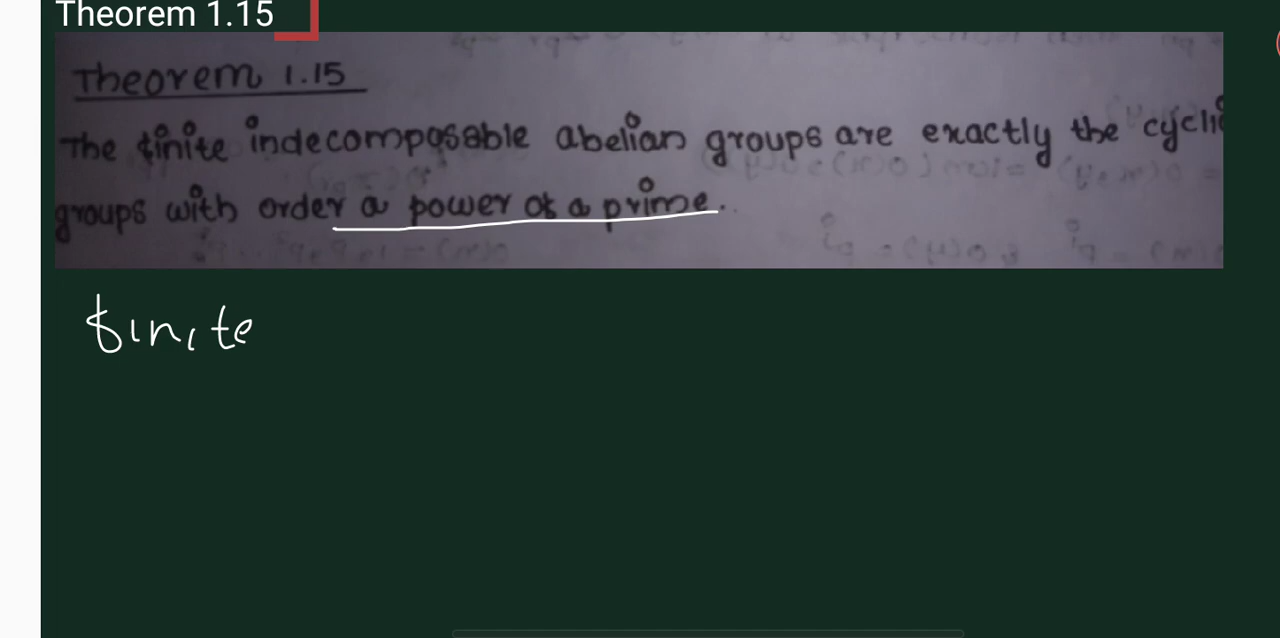 Theorem 1.15
Theorem 1.15
The finite indecomposable abelian groups are exactly the cycli
groups with order a power of a prime.
finite